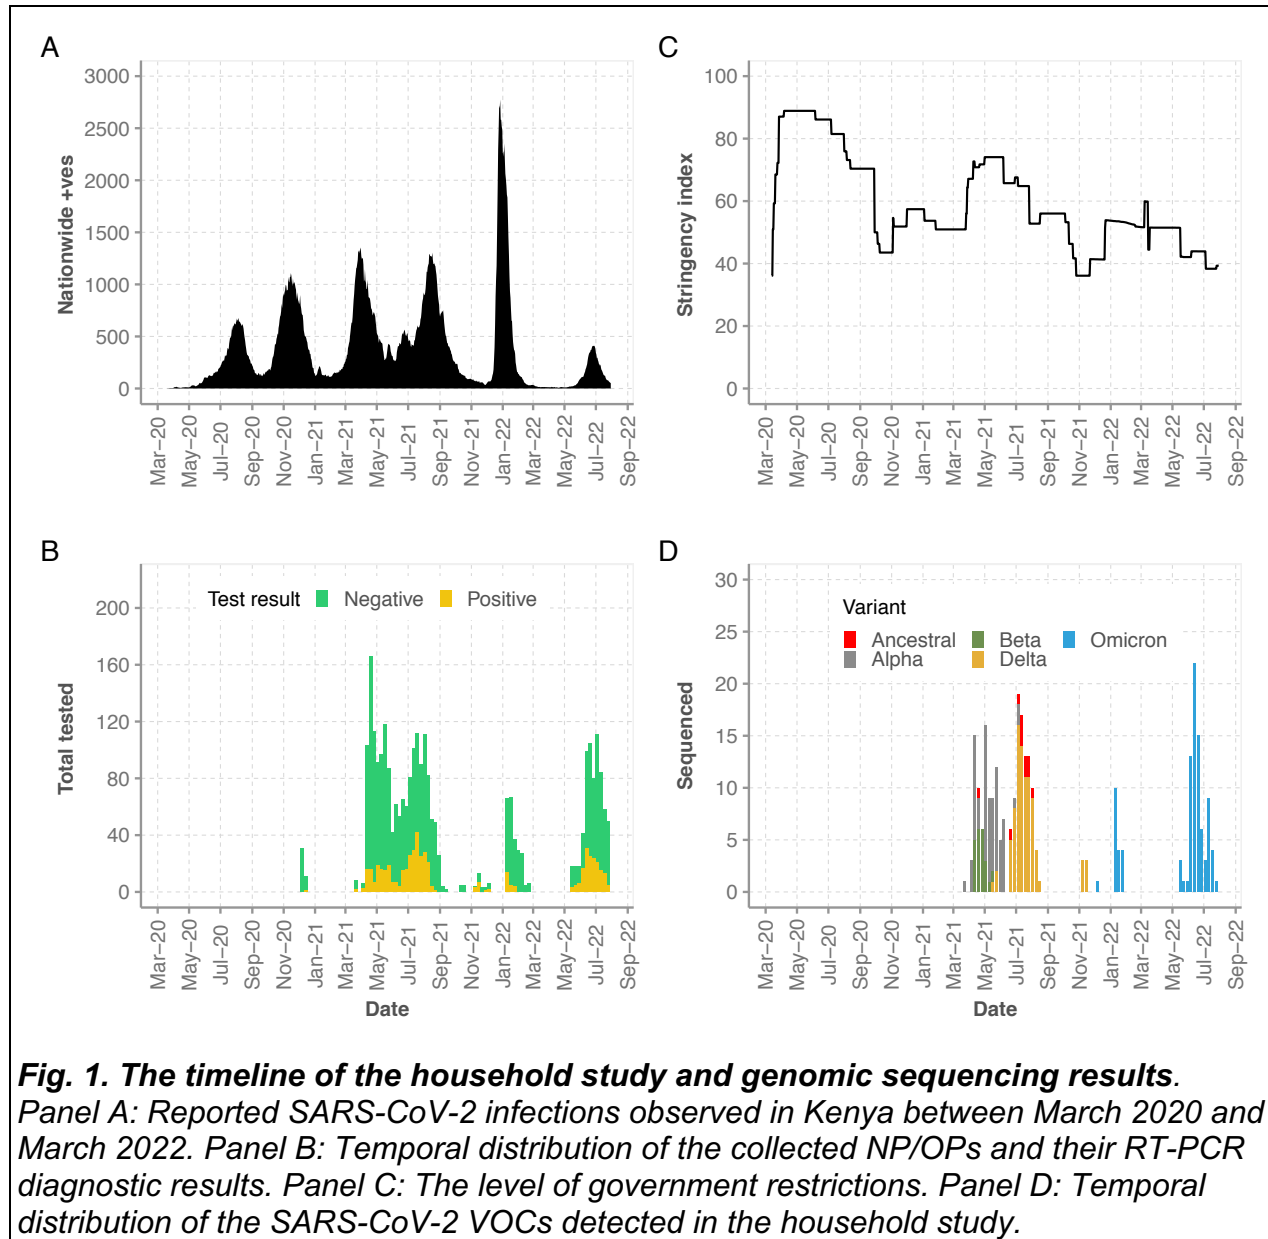 A
3000
2500
2000
1500
1000
500
0
Nationwide +ves
Mar−20
May−20
Jul−20
Sep−20
Nov−20
Jan−21
Mar−21
May−21
Jul−21
Sep−21
Nov−21
Jan−22
Mar−22
May−22
Jul−22
Sep−22
C
100
80
60
40
20
0
Stringency index
Mar−20
May−20
Jul−20
Sep−20
Nov−20
Jan−21
Mar−21
May−21
Jul−21
Sep−21
Nov−21
Jan−22
Mar−22
May−22
Jul−22
Sep−22
B
Test result Negative Positive
200
160
120
80
40
0
Total tested
Mar−20
May−20
Jul−20
Sep−20
Nov−20
Jan−21
Mar−21
May−21
Jul−21
Sep−21
Nov−21
Jan−22
Mar−22
May−22
Jul−22
Sep−22
Date
D
Variant
Ancestral Beta Omicron
Alpha Delta
30
25
20
15
10
5
0
Sequenced
Mar−20
May−20
Jul−20
Sep−20
Nov−20
Jan−21
Mar−21
May−21
Jul−21
Sep−21
Nov−21
Jan−22
Mar−22
May−22
Jul−22
Sep−22
Date
Fig. 1. The timeline of the household study and genomic sequencing results.
Panel A: Reported SARS-CoV-2 infections observed in Kenya between March 2020 and
March 2022. Panel B: Temporal distribution of the collected NP/OPs and their RT-PCR
diagnostic results. Panel C: The level of government restrictions. Panel D: Temporal
distribution of the SARS-CoV-2 VOCs detected in the household study.